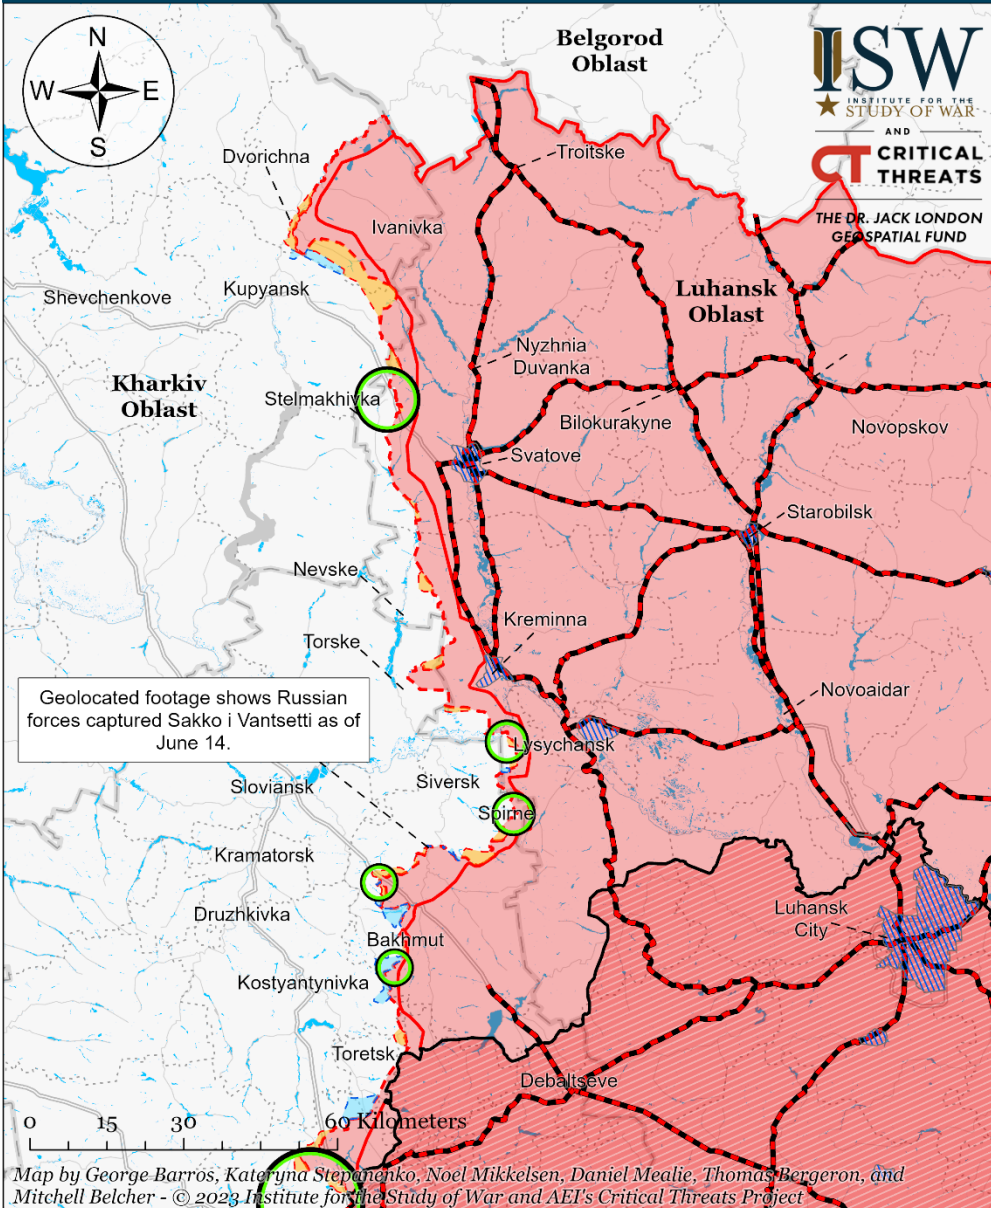 N
W
E
S
Belgorod
Oblast
ISW
INSTITUTE FOR THE
STUDY OF WAR
AND
CT CRITICAL
THREATS
THE DR. JACK LONDON
GEOSPATIAL FUND
Dvorichna
Troitske
Ivanivka
Shevchenkove
Kupyansk
Luhansk
Oblast
Nyzhnia
Duvanka
Kharkiv
Oblast
Stelmakhivka
Bilokurakyne
Novopskov
Svatove
Starobilsk
Nevske
Kreminna
Torske
Novoaidar
Geolocated footage shows Russian
forces captured Sakko i Vantsetti as of
June 14.
Lysychansk
Siversk
Sloviansk
Spirne
Kramatorsk
Druzhkivka
Luhansk
City
Bakhmut
Kostyantynivka
Toretsk
Debaltseve
0 15 30 60 Kilometers
Map by George Barros, Kateryna Stepanenko, Noel Mikkelsen, Daniel Mealie, Thomas Bergeron, and
Mitchell Belcher - © 2023 Institute for the Study of War and AEI's Critical Threats Project